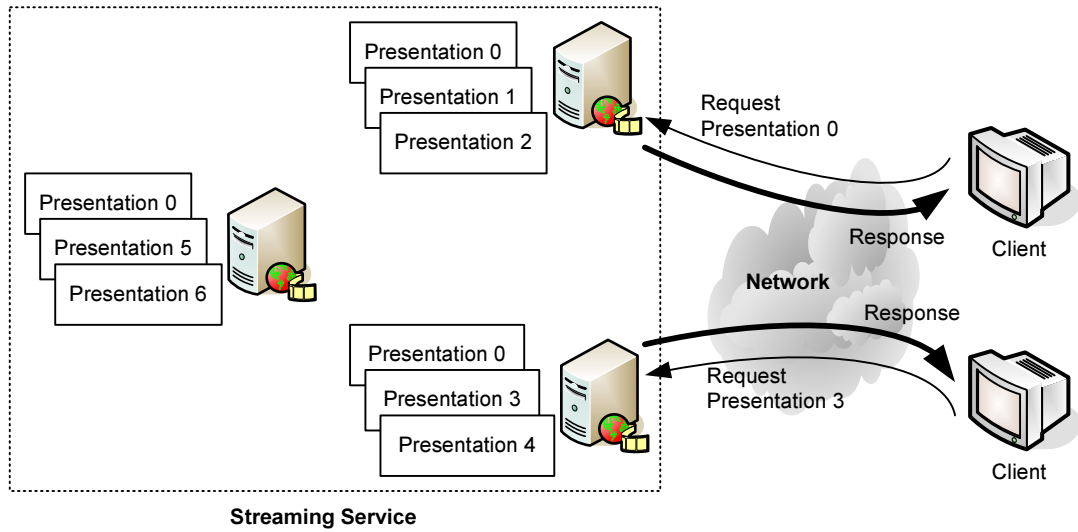 Presentation 0
Presentation 1
Presentation 2
Request
Presentation 0
Response
Client
Presentation 0
Presentation 5
Presentation 6
Network
Presentation 0
Presentation 3
Presentation 4
Response
Request
Presentation 3
Client
Streaming Service